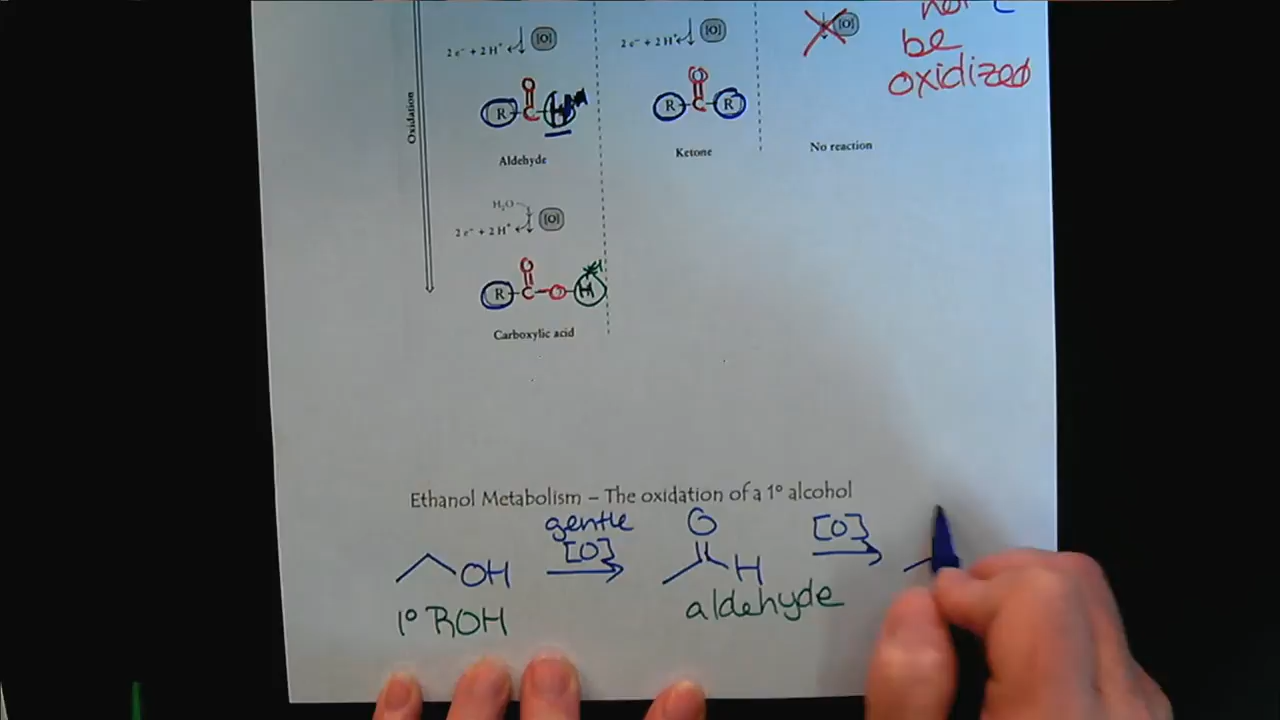 not
be
oxidized
2 e⁻ + 2 H⁺ [O]
2 e⁻ + 2 H⁺ [O]
[O]
Oxidation
O
R C H
O
R C R
Aldehyde
Ketone
No reaction
H₂O
2 e⁻ + 2 H⁺ [O]
O
R C O H
Carboxylic acid
Ethanol Metabolism – The oxidation of a 1° alcohol
gentle
[O]
OH
O
H
[O]
1° ROH
aldehyde